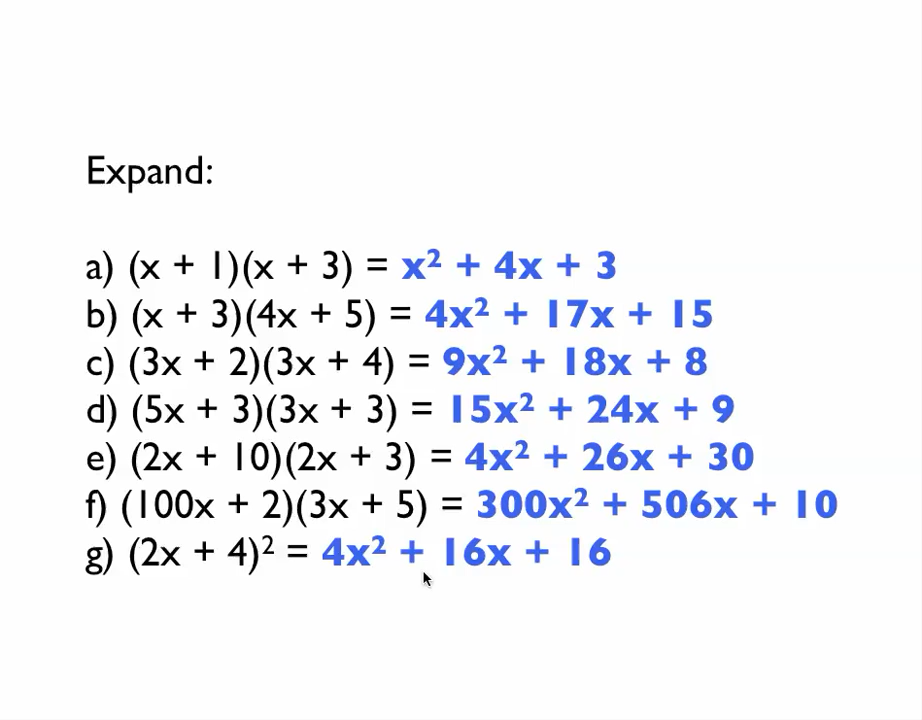 Expand:
a) (x + 1)(x + 3) = x² + 4x + 3
b) (x + 3)(4x + 5) = 4x² + 17x + 15
c) (3x + 2)(3x + 4) = 9x² + 18x + 8
d) (5x + 3)(3x + 3) = 15x² + 24x + 9
e) (2x + 10)(2x + 3) = 4x² + 26x + 30
f) (100x + 2)(3x + 5) = 300x² + 506x + 10
g) (2x + 4)² = 4x² + 16x + 16